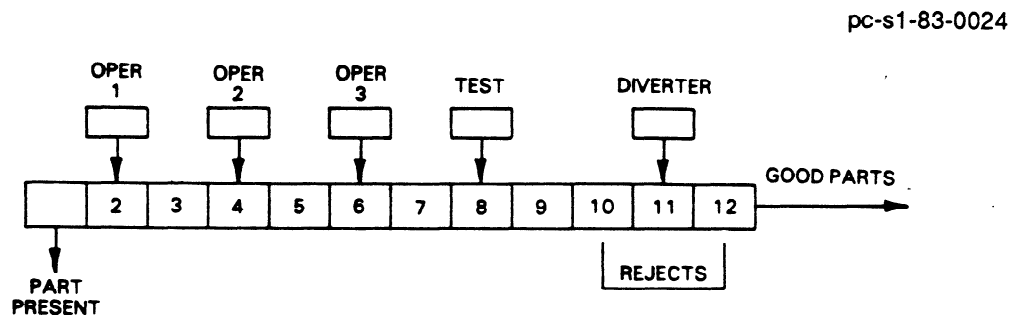 pc-s1-83-0024
OPER
1
OPER
2
OPER
3
TEST
DIVERTER
GOOD PARTS
2 3 4 5 6 7 8 9 10 11 12
REJECTS
PART
PRESENT